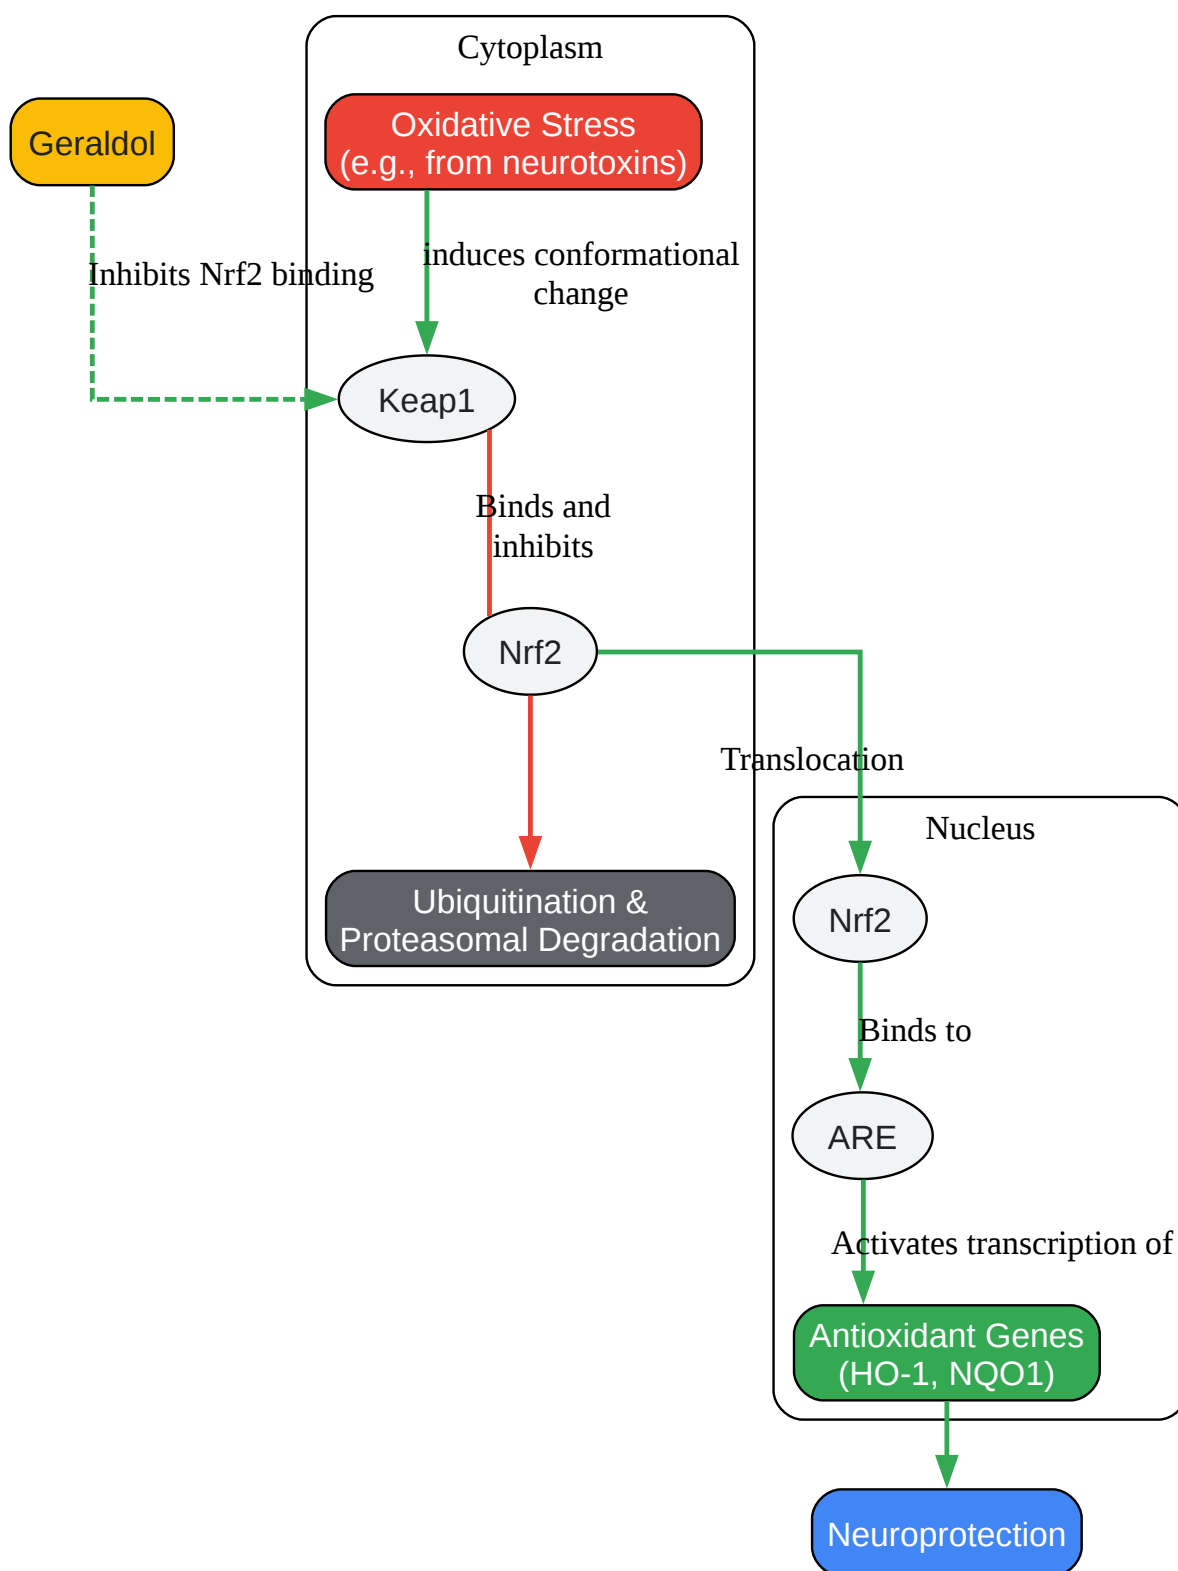 Cytoplasm
Geraldol
Oxidative Stress
(e.g., from neurotoxins)
Inhibits Nrf2 binding
induces conformational
change
Keap1
Binds and
inhibits
Nrf2
Translocation
Nucleus
Ubiquitination &
Proteasomal Degradation
Nrf2
Binds to
ARE
Activates transcription of
Antioxidant Genes
(HO-1, NQO1)
Neuroprotection